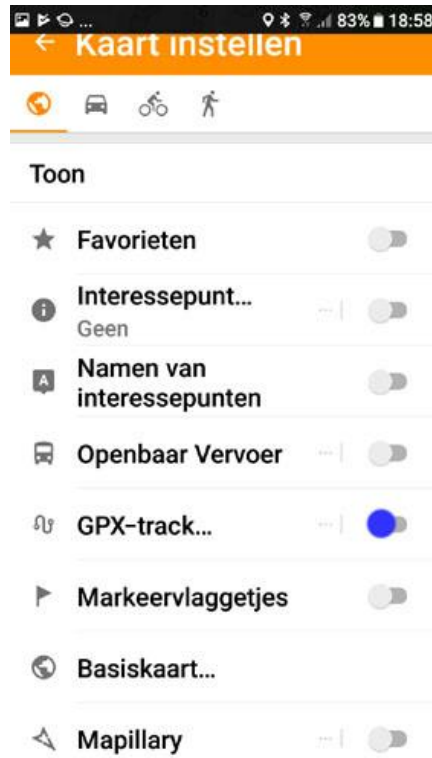 ... 83% 18:58
Kaart instellen
Toon
Favorieten
Interessepunt...
Geen
A
Namen van
interessepunten
Openbaar Vervoer
GPX-track...
Markeervlaggetjes
Basiskaart...
Mapillary